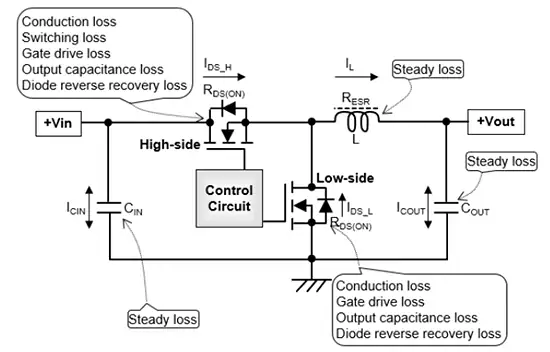 Conduction loss
Switching loss
Gate drive loss
Output capacitance loss
Diode reverse recovery loss
IDS_H
RDS(ON)
IL
Steady loss
RESR
L
+Vin
+Vout
High-side
Low-side
Steady loss
Control
Circuit
ICIN
CIN
IDS_L
RDS(ON)
ICOUT
COUT
Steady loss
Conduction loss
Gate drive loss
Output capacitance loss
Diode reverse recovery loss